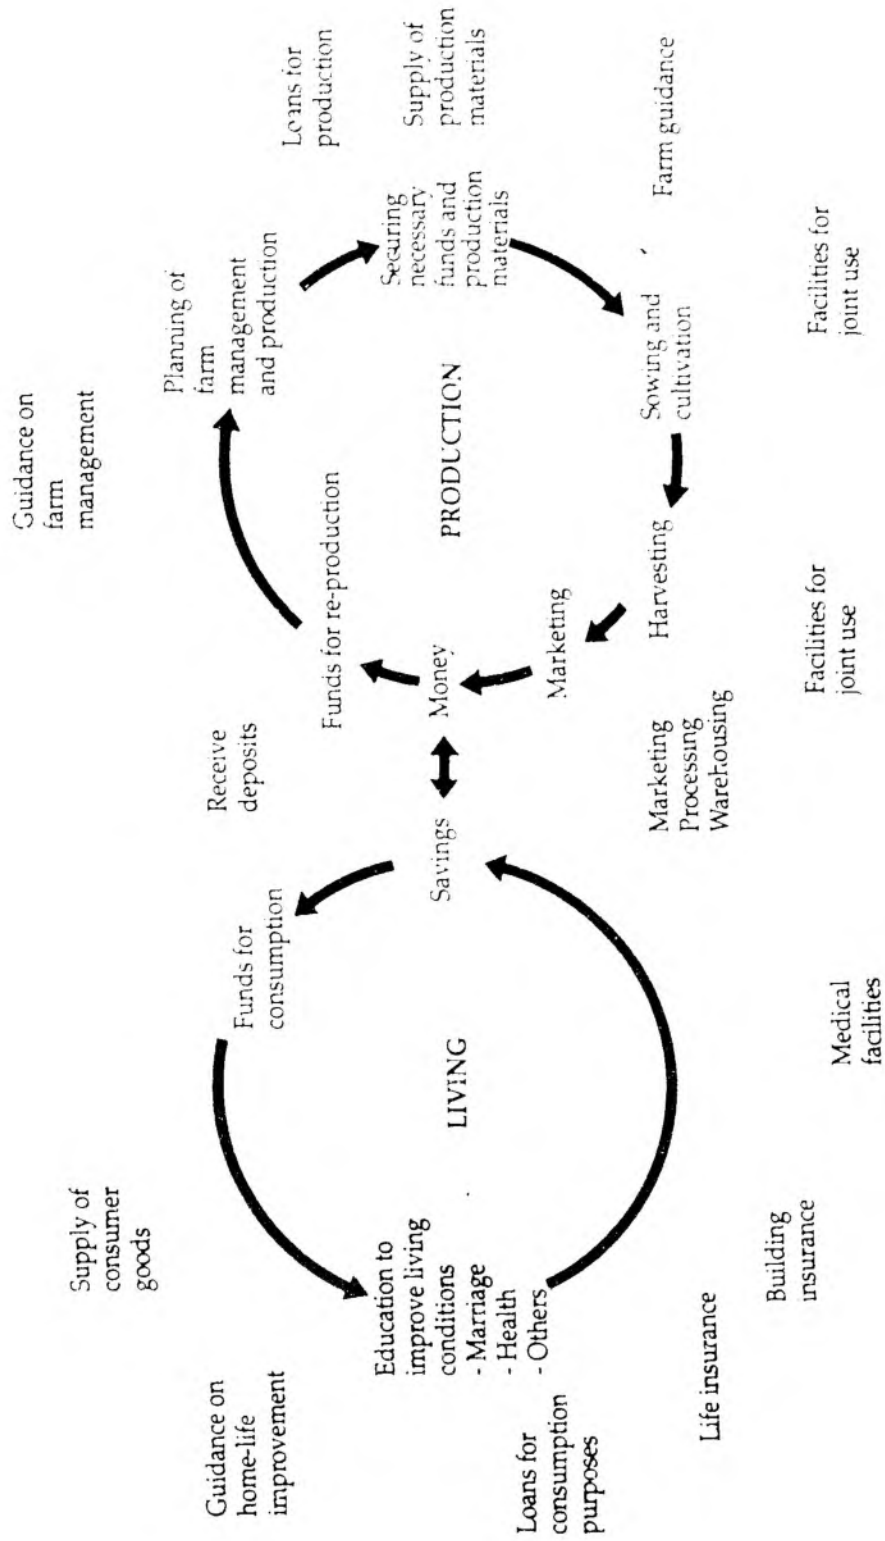 Guidance on
farm
management
Supply of
consumer
goods
Guidance on
home-life
improvement
Receive
deposits
Planning of
farm
management
and production
Loans for
production
Funds for
consumption
Funds for re-production
Education to
improve living
conditions
- Marriage
- Health
- Others
LIVING
Savings
Money
PRODUCTION
Securing
necessary
funds and
production
materials
Supply of
production
materials
Loans for
consumption
purposes
Marketing
Harvesting
Sowing and
cultivation
Farm guidance
Marketing
Processing
Warehousing
Life insurance
Building
insurance
Medical
facilities
Facilities for
joint use
Facilities for
joint use